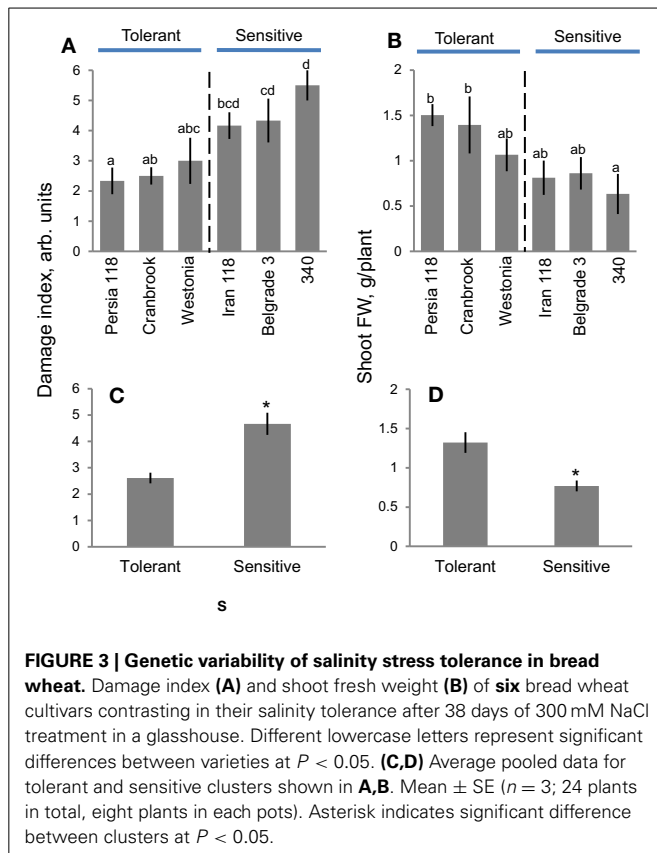 A
Tolerant
Sensitive
Damage index, arb. units
6
5
4
3
2
1
0
a
ab
abc
bcd
cd
d
Persia 118
Cranbrook
Westonia
Iran 118
Belgrade 3
340
B
Tolerant
Sensitive
Shoot FW, g/plant
2
1.5
1
0.5
0
b
b
ab
ab
ab
a
Persia 118
Cranbrook
Westonia
Iran 118
Belgrade 3
340
C
6
5
4
3
2
1
0
*
Tolerant
Sensitive
s
D
2
1.5
1
0.5
0
*
Tolerant
Sensitive
FIGURE 3 | Genetic variability of salinity stress tolerance in bread
wheat. Damage index (A) and shoot fresh weight (B) of six bread wheat
cultivars contrasting in their salinity tolerance after 38 days of 300 mM NaCl
treatment in a glasshouse. Different lowercase letters represent significant
differences between varieties at P < 0.05. (C,D) Average pooled data for
tolerant and sensitive clusters shown in A,B. Mean ± SE (n = 3; 24 plants
in total, eight plants in each pots). Asterisk indicates significant difference
between clusters at P < 0.05.